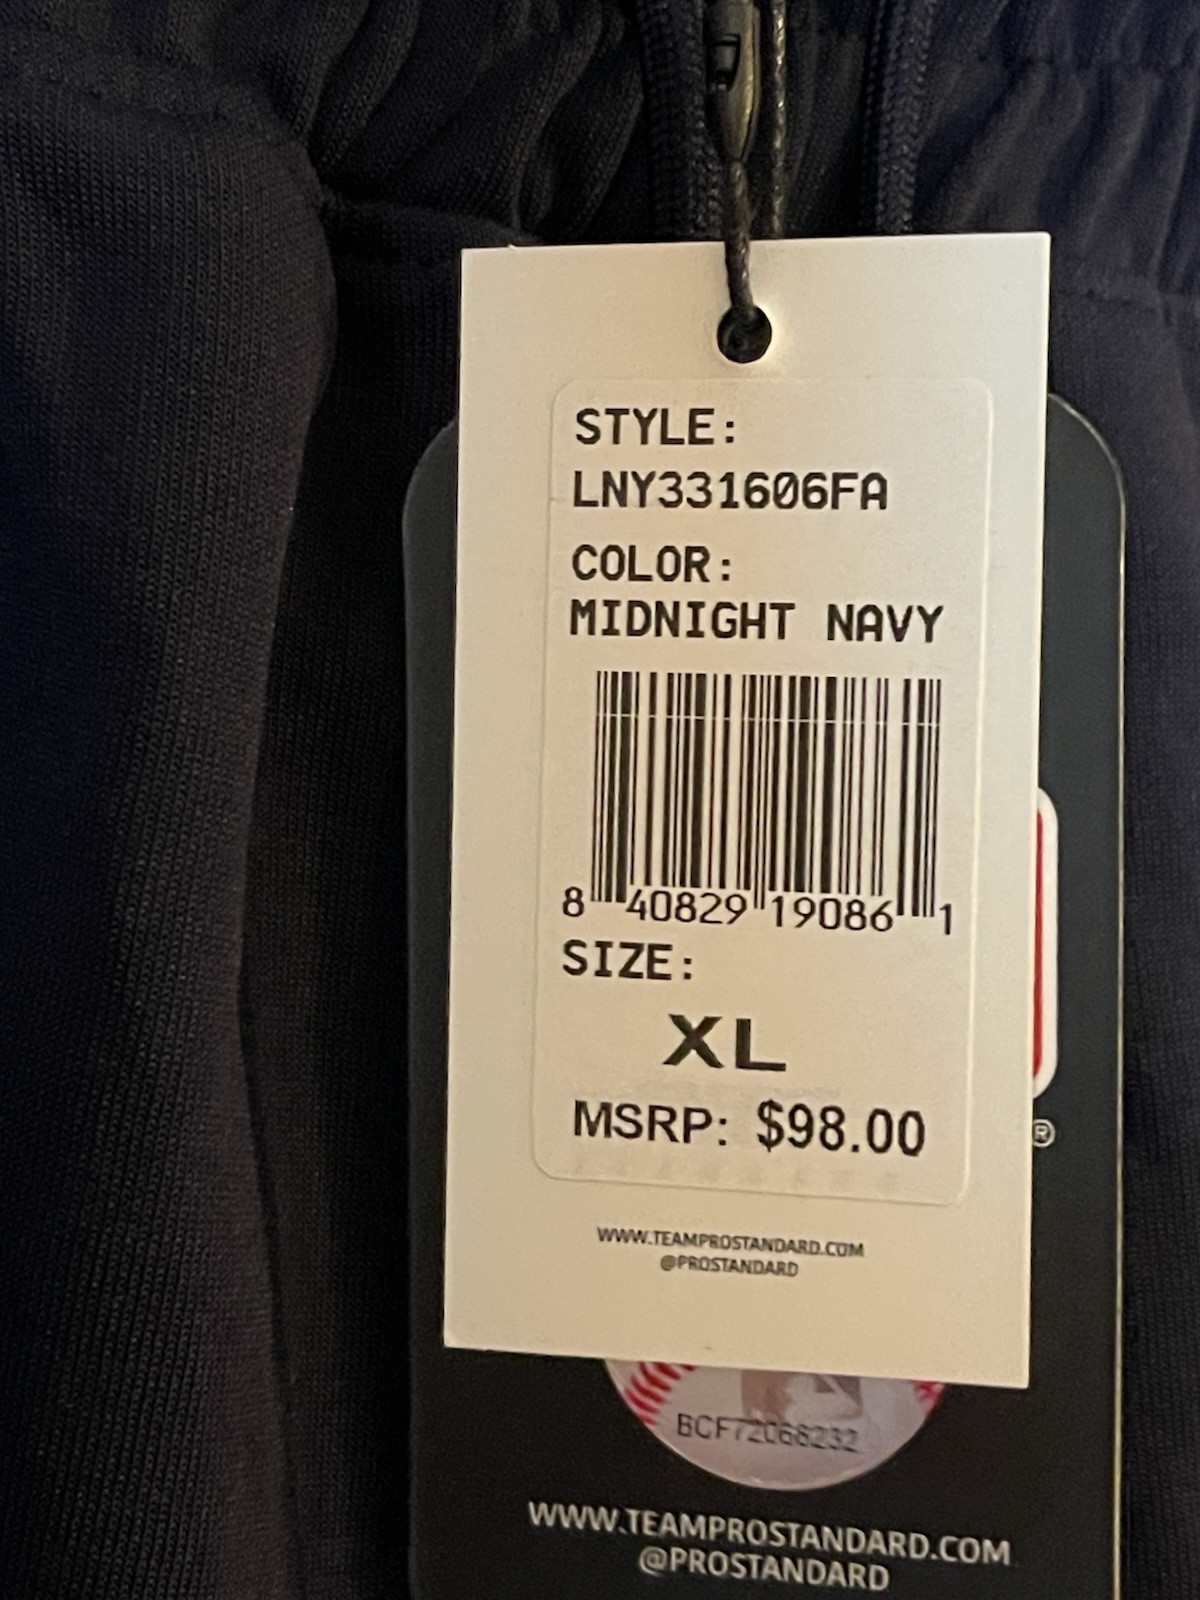 STYLE:
LNY331606FA
COLOR:
MIDNIGHT NAVY
8 40829 19086 1
SIZE:
XL
MSRP: $98.00
WWW.TEAMPROSTANDARD.COM
@PROSTANDARD
®
BCF72068232
WWW.TEAMPROSTANDARD.COM
@PROSTANDARD